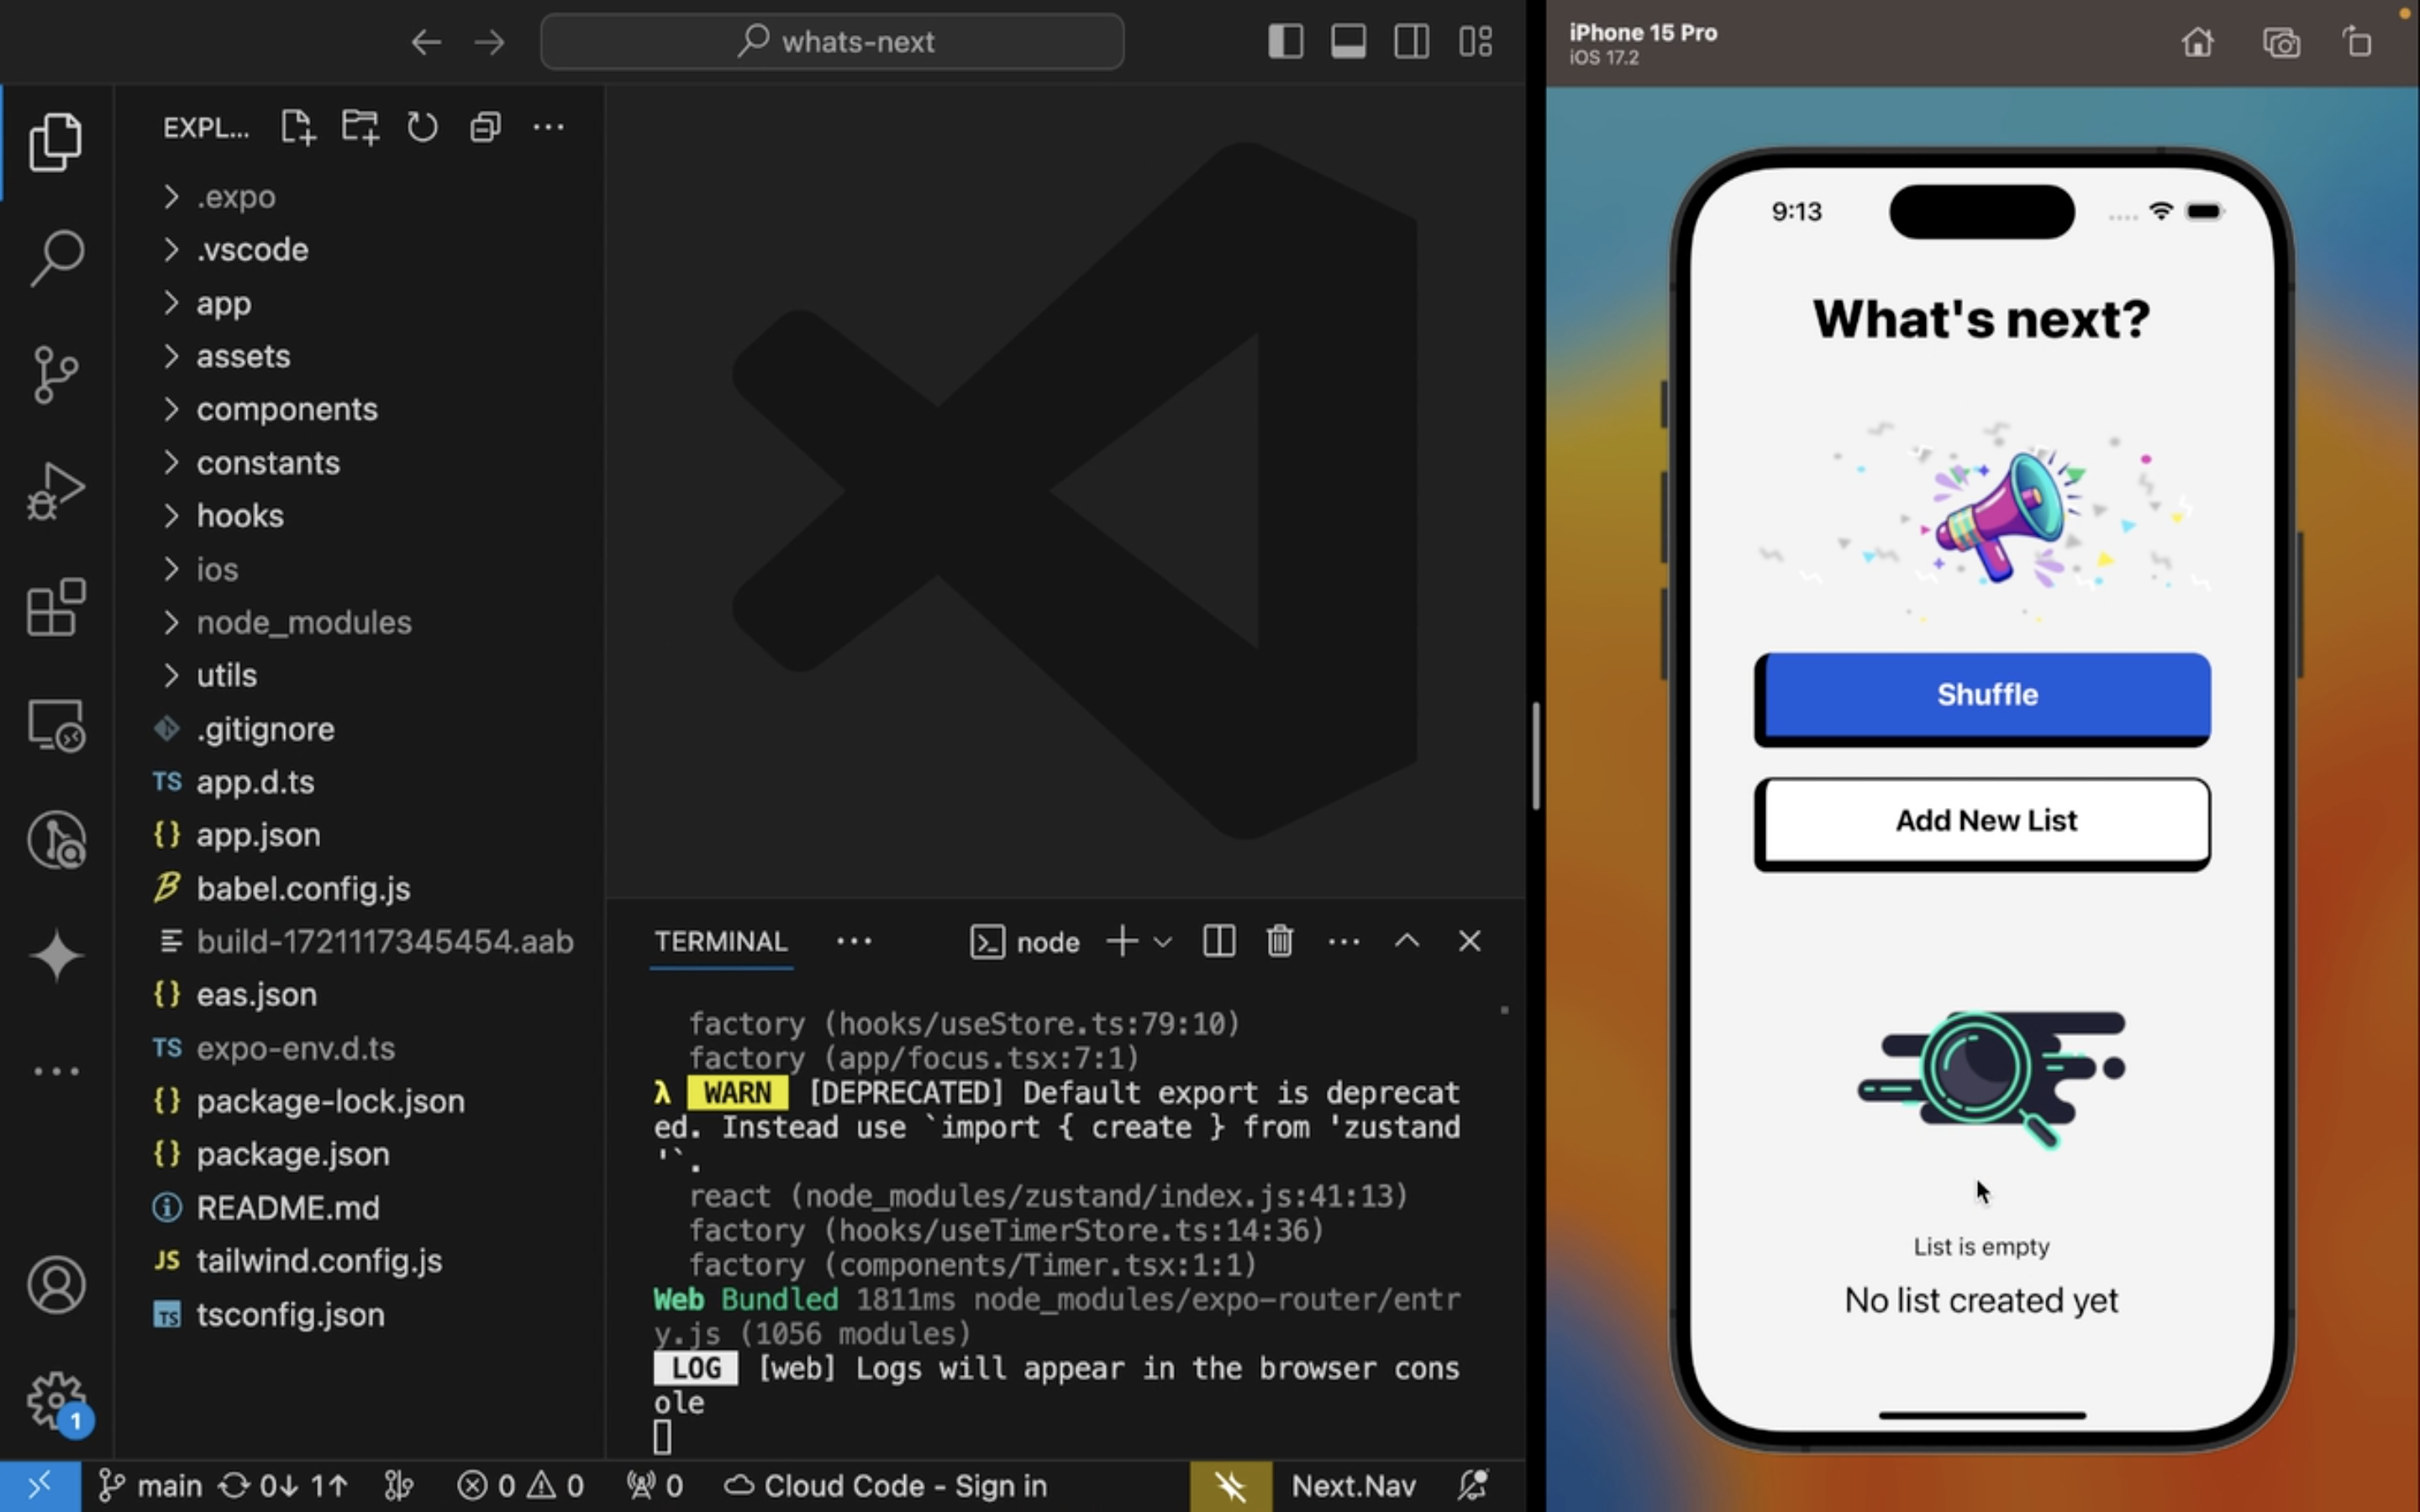 whats-next
EXPL...
.expo
.vscode
app
assets
components
constants
hooks
ios
node_modules
utils
.gitignore
TS app.d.ts
{} app.json
babel.config.js
build-1721117345454.aab
{} eas.json
TS expo-env.d.ts
{} package-lock.json
{} package.json
README.md
JS tailwind.config.js
TS tsconfig.json
1
TERMINAL
node
factory (hooks/useStore.ts:79:10)
factory (app/focus.tsx:7:1)
λ WARN [DEPRECATED] Default export is deprecat
ed. Instead use `import { create } from 'zustand
'`.
react (node_modules/zustand/index.js:41:13)
factory (hooks/useTimerStore.ts:14:36)
factory (components/Timer.tsx:1:1)
Web Bundled 1811ms node_modules/expo-router/entr
y.js (1056 modules)
LOG [web] Logs will appear in the browser cons
ole
main 0↓ 1↑ 0 0 0 Cloud Code - Sign in Next.Nav
iPhone 15 Pro
iOS 17.2
9:13
What's next?
Shuffle
Add New List
List is empty
No list created yet